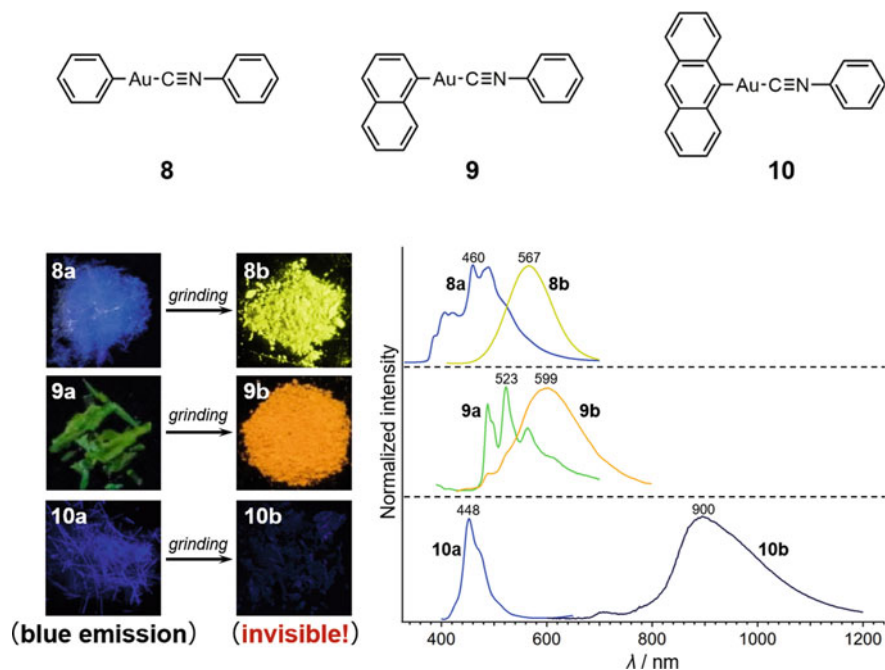 Au-C≡N
Au-C≡N
Au-C≡N
8
9
10
8a
grinding
8b
9a
grinding
9b
10a
grinding
10b
(blue emission)
(invisible!)
Normalized intensity
460
567
8a
8b
523
599
9a
9b
448
900
10a
10b
400
600
800
1000
1200
λ / nm